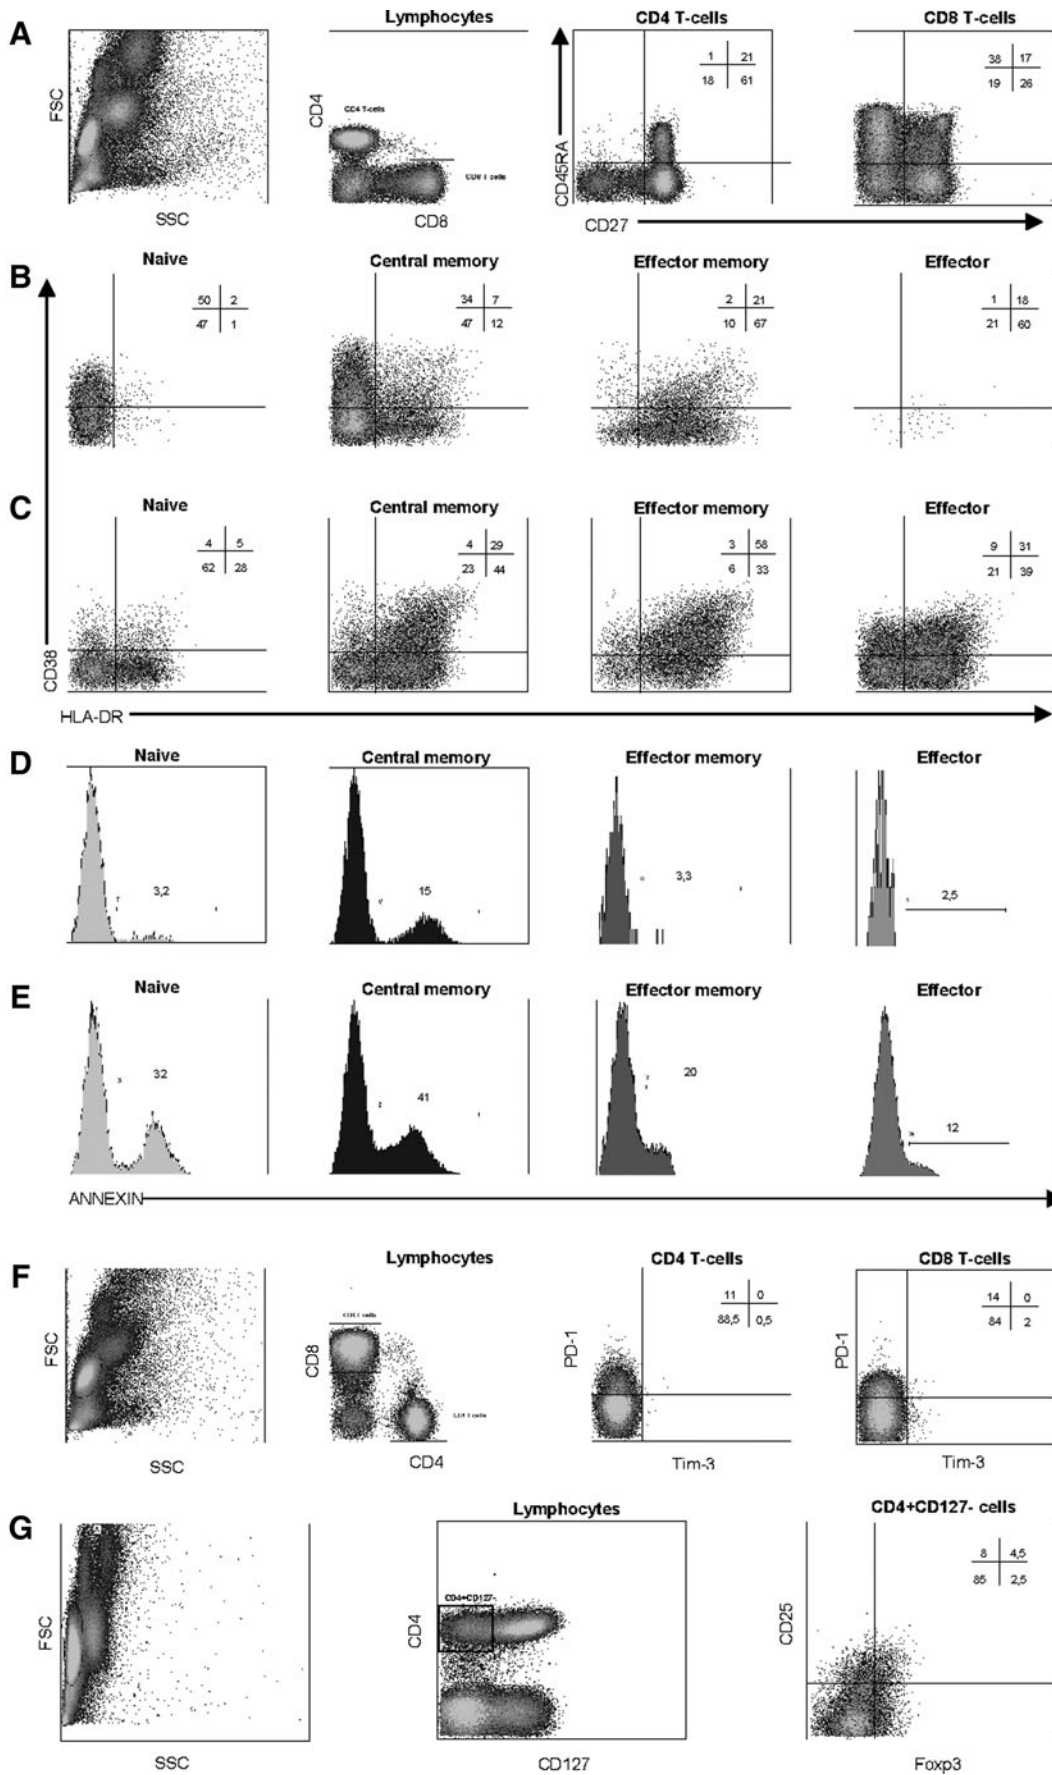 A
Lymphocytes
CD4 T-cells
CD8 T-cells
FSC
SSC
CD4
CD4 T-cells
CD8 T cells
CD8
CD45RA
1 21
18 61
38 17
19 26
CD27
B
Naive
Central memory
Effector memory
Effector
50 2
47 1
34 7
47 12
2 21
10 67
1 18
21 60
C
Naive
Central memory
Effector memory
Effector
4 5
62 28
4 29
23 44
3 58
6 33
9 31
21 39
CD38
HLA-DR
D
Naive
Central memory
Effector memory
Effector
3,2
15
3,3
2,5
E
Naive
Central memory
Effector memory
Effector
32
41
20
12
ANNEXIN
F
Lymphocytes
CD4 T-cells
CD8 T-cells
FSC
SSC
CD8
CD4
PD-1
11 0
88,5 0,5
Tim-3
PD-1
14 0
84 2
Tim-3
G
Lymphocytes
CD4+CD127- cells
FSC
SSC
CD4
CD4+CD127-
CD127
CD25
8 4,5
85 2,5
Foxp3